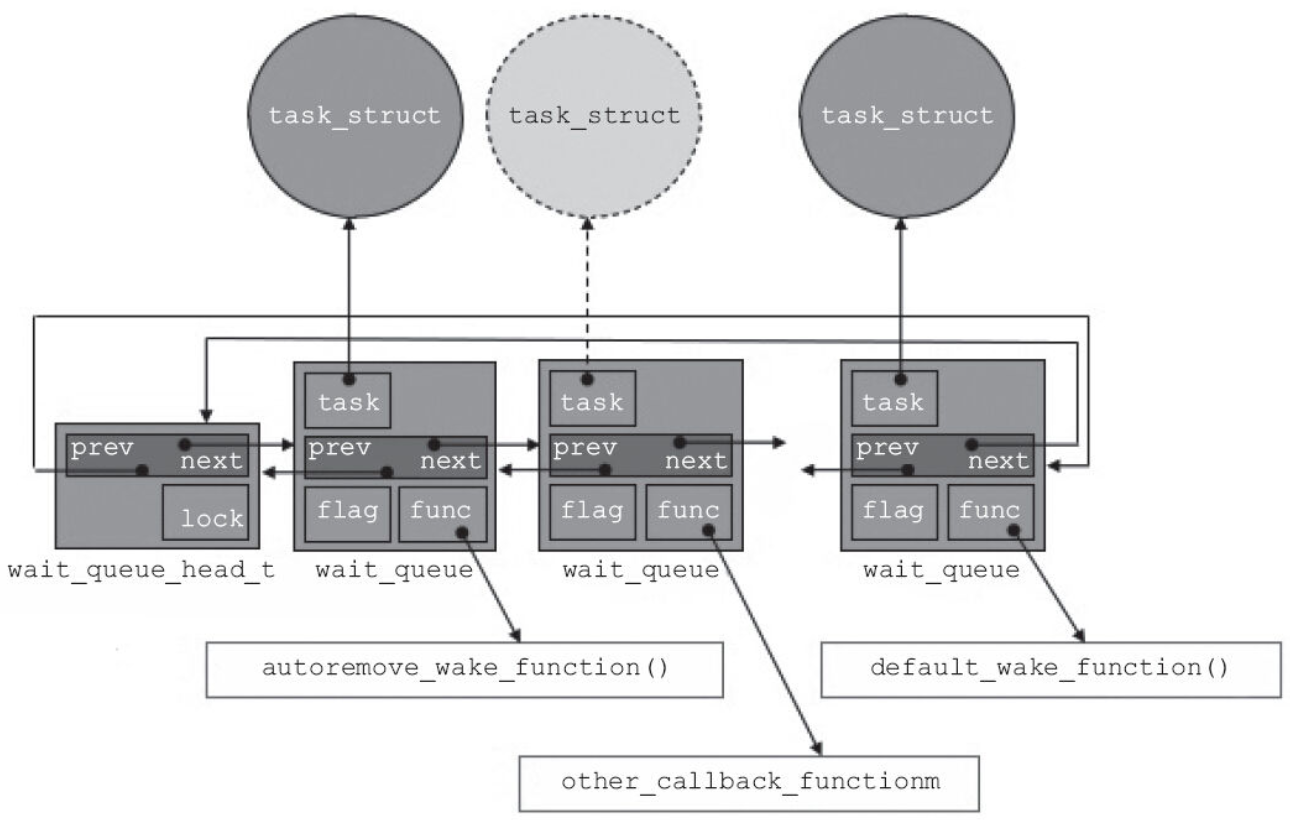 task_struct
task_struct
task_struct
task
task
task
prev
next
prev
next
prev
next
prev
next
lock
flag
func
flag
func
flag
func
wait_queue_head_t
wait_queue
wait_queue
wait_queue
autoremove_wake_function()
default_wake_function()
other_callback_functionm